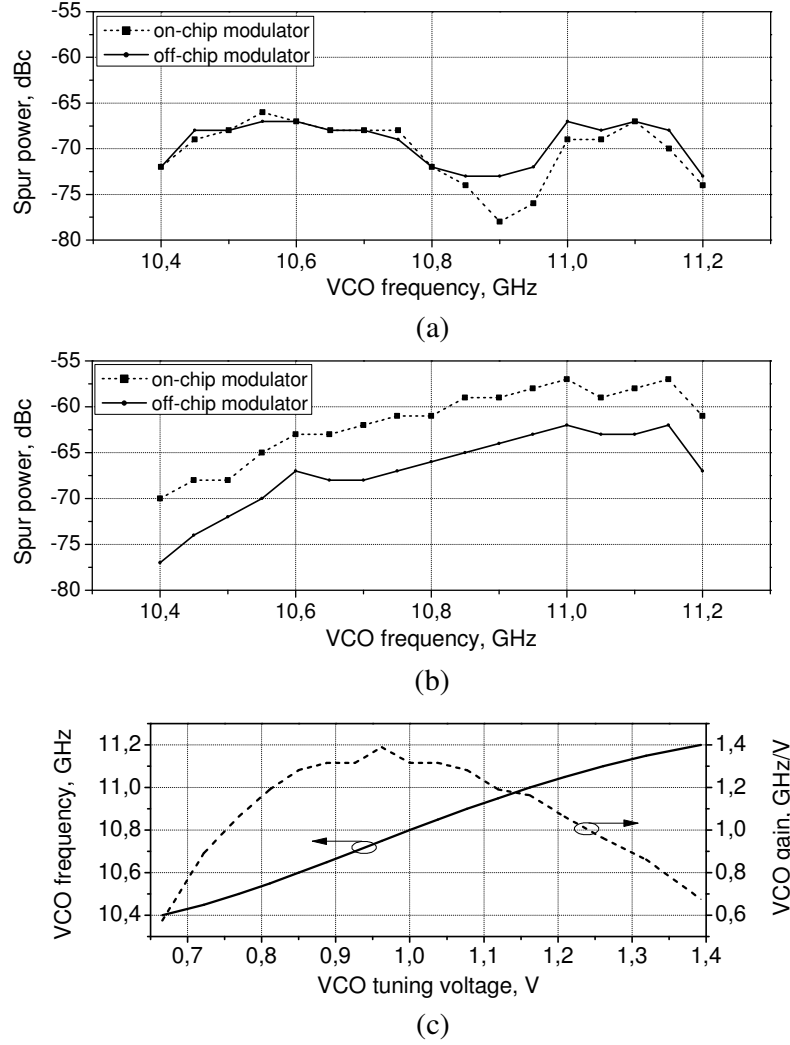 -55
-60
-65
-70
-75
-80
Spur power, dBc
on-chip modulator
off-chip modulator
10,4 10,6 10,8 11,0 11,2
VCO frequency, GHz
(a)
-55
-60
-65
-70
-75
-80
Spur power, dBc
on-chip modulator
off-chip modulator
10,4 10,6 10,8 11,0 11,2
VCO frequency, GHz
(b)
11,2
11,0
10,8
10,6
10,4
VCO frequency, GHz
1,4
1,2
1,0
0,8
0,6
VCO gain. GHz/V
0,7 0,8 0,9 1,0 1,1 1,2 1,3 1,4
VCO tuning voltage, V
(c)